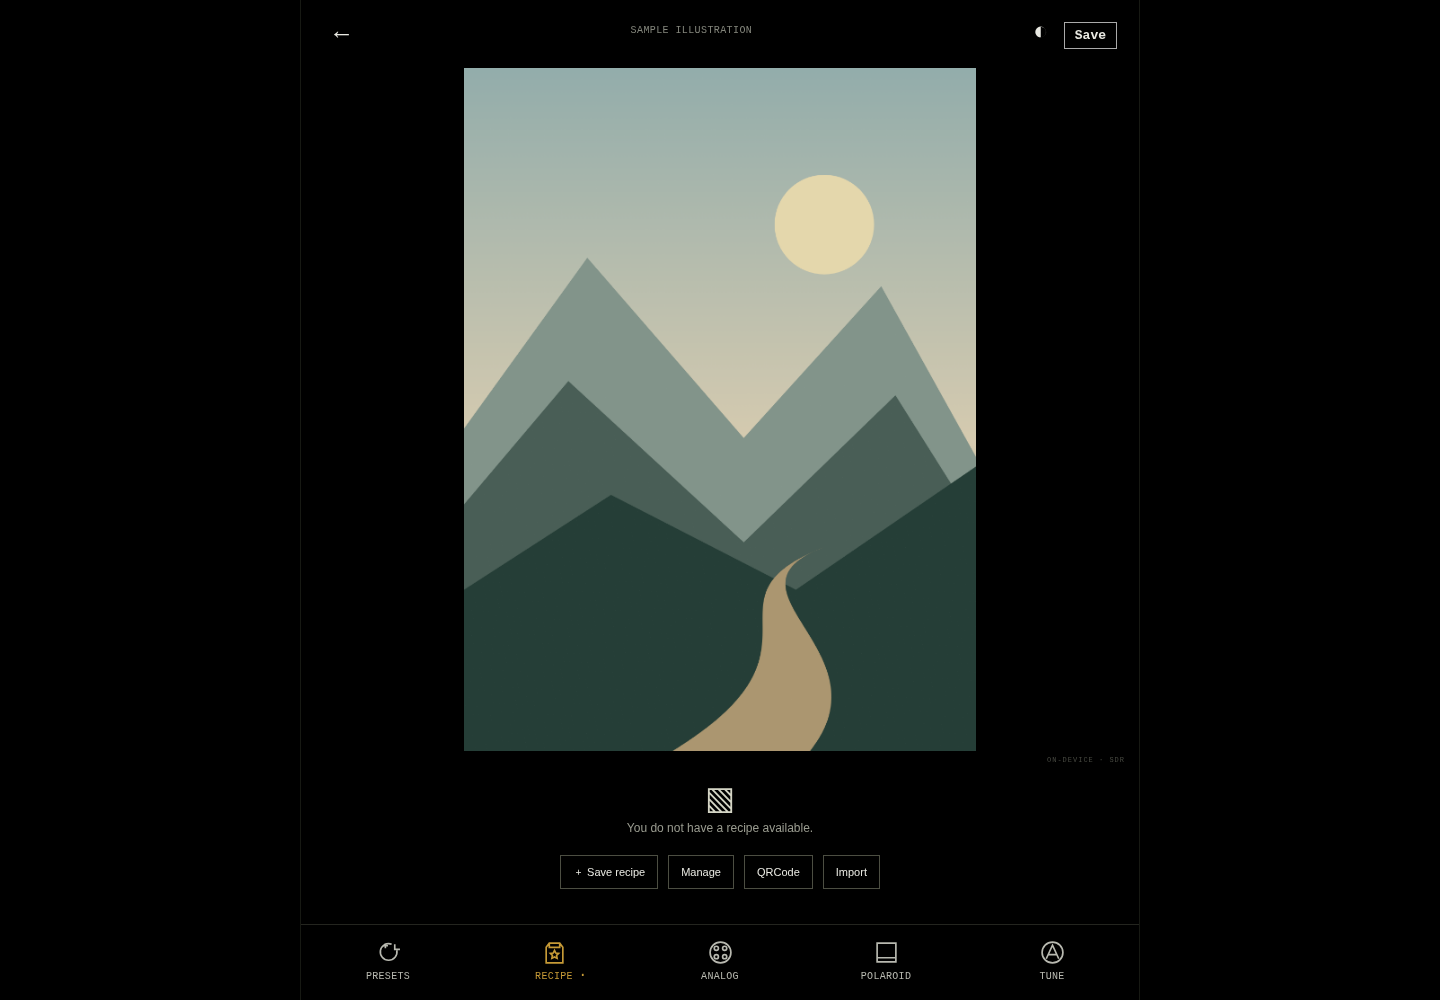 ←
SAMPLE ILLUSTRATION
Save
ON-DEVICE · SDR
You do not have a recipe available.
+ Save recipe
Manage
QRCode
Import
PRESETS
RECIPE ·
ANALOG
POLAROID
TUNE